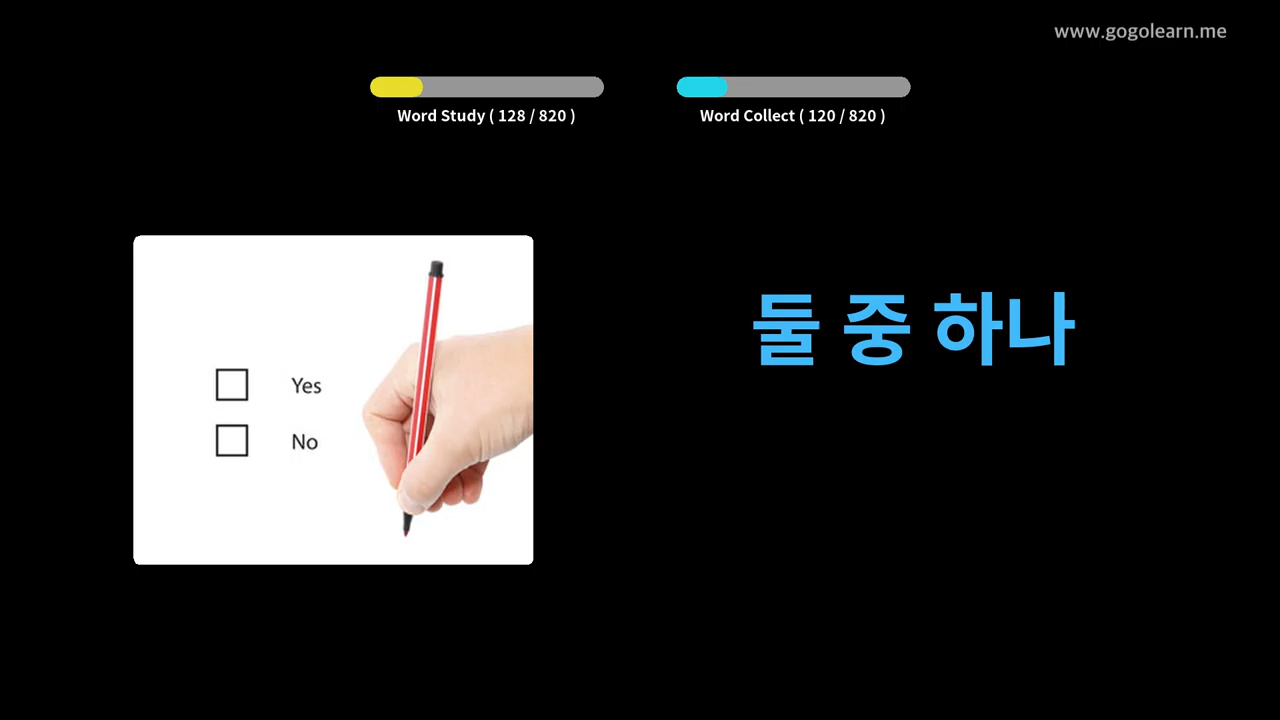 www.gogolearn.me
Word Study ( 128 / 820 )
Word Collect ( 120 / 820 )
둘 중 하나
Yes
No